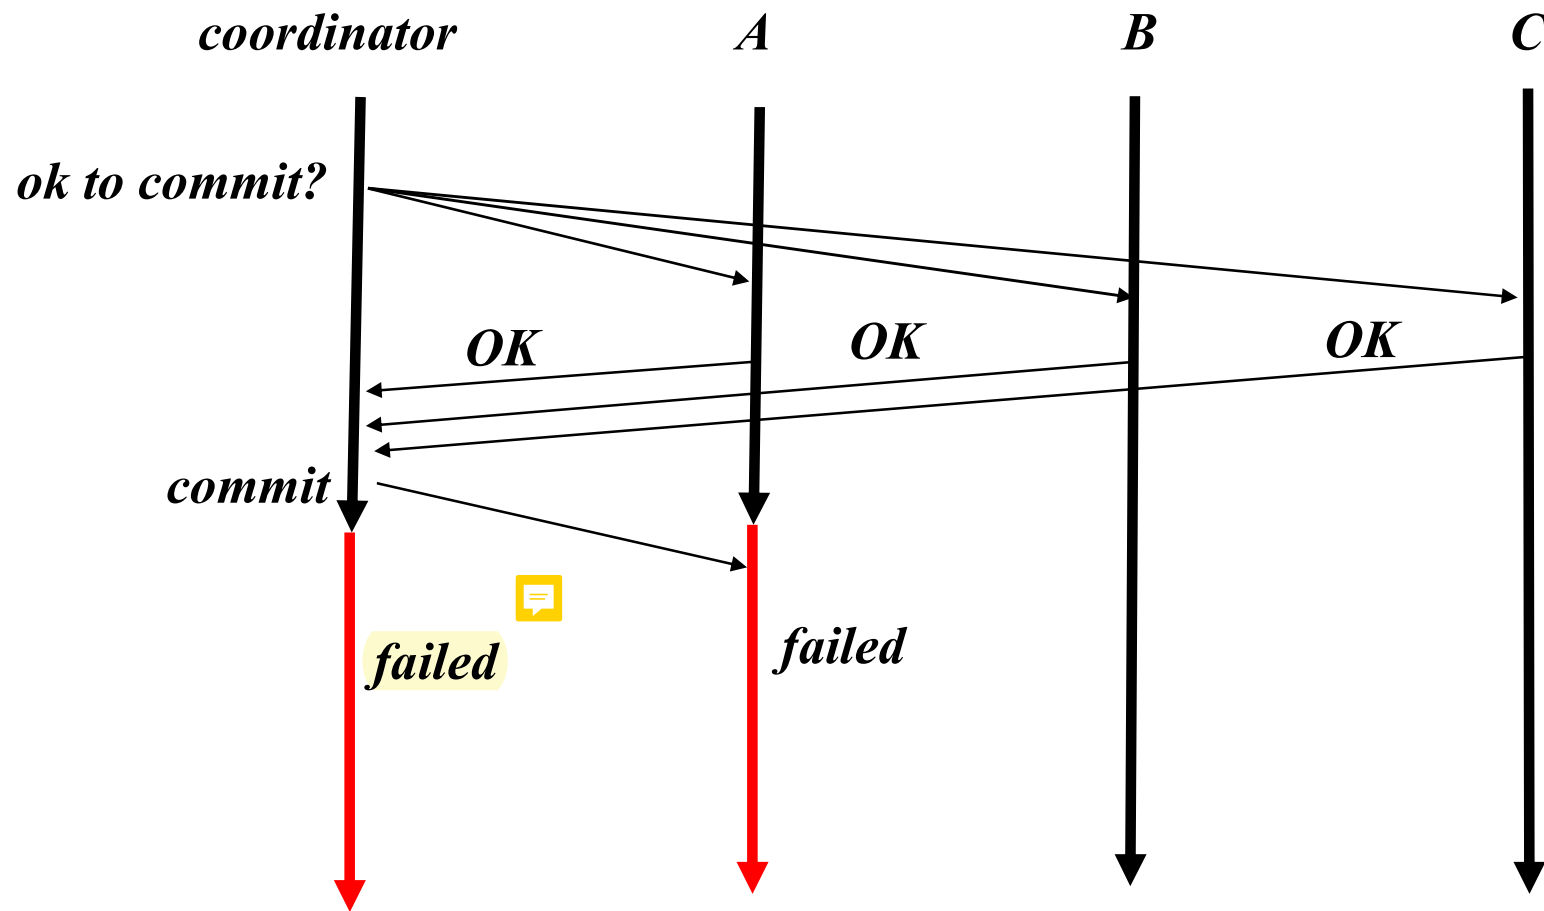 coordinator A B C
ok to commit?
OK OK OK
commit
failed failed